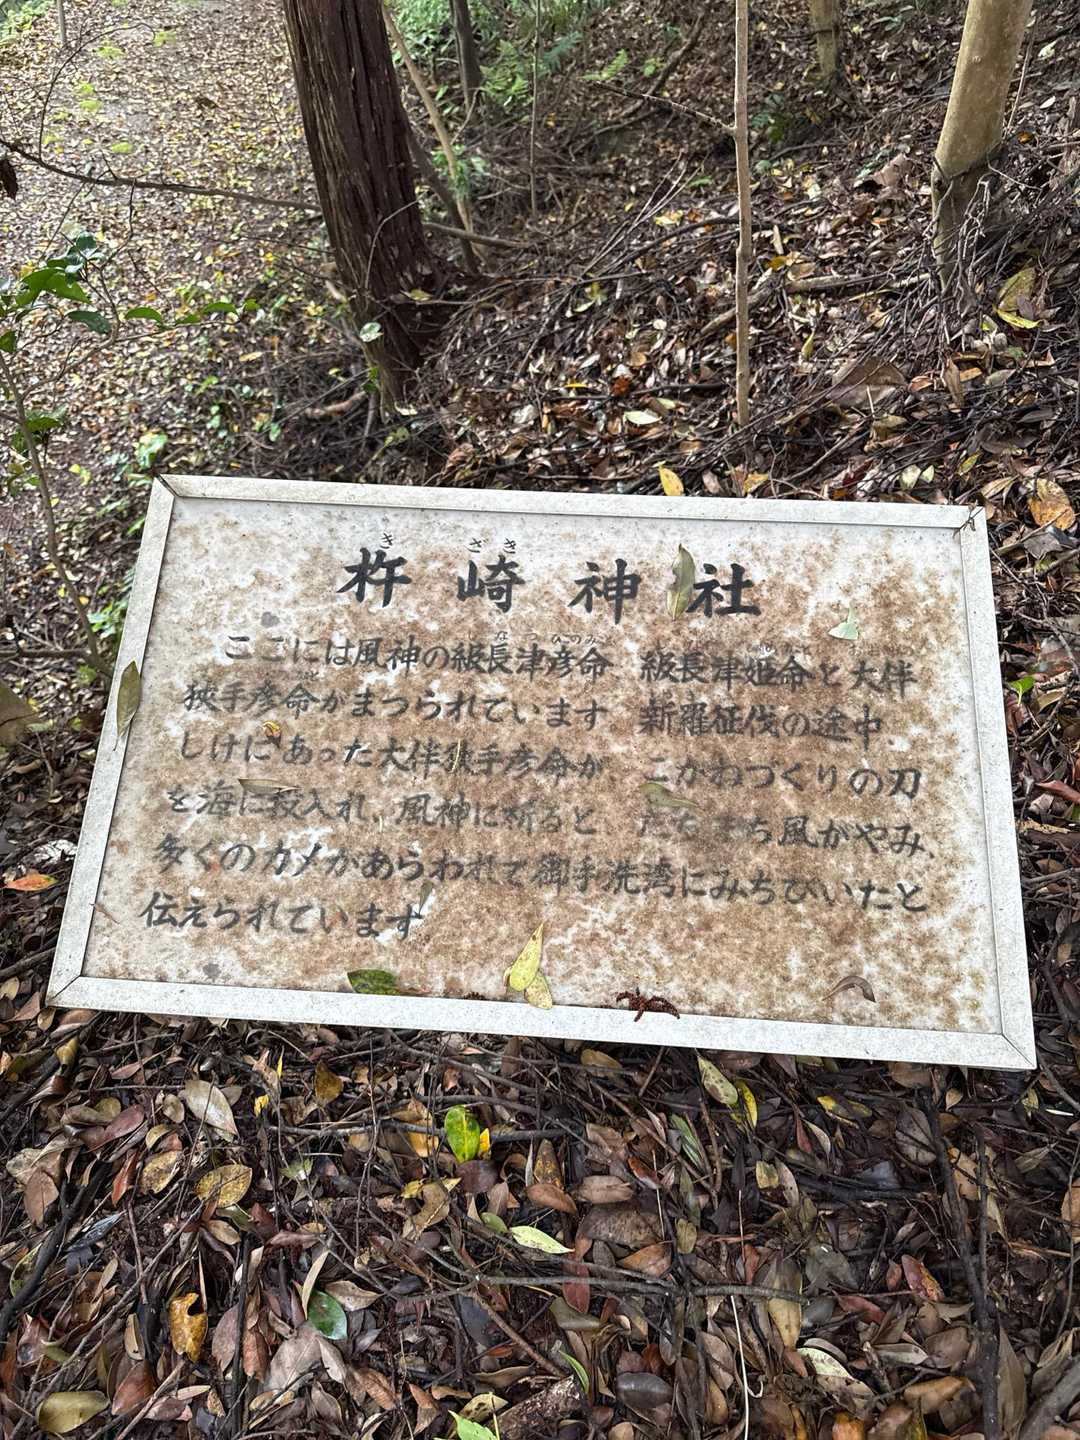 杵崎神社
ここには風神の級長津彦命 級長津姫命と大伴
挾手彦命がまつられています 新羅征伐の途中
しけにあった大伴狭手彦命が こがねづくりの刀
を海に投入れ、風神に祈ると たちまち風がやみ、
多くのカメがあらわれて御手洗湾にみちびいたと
伝えられています